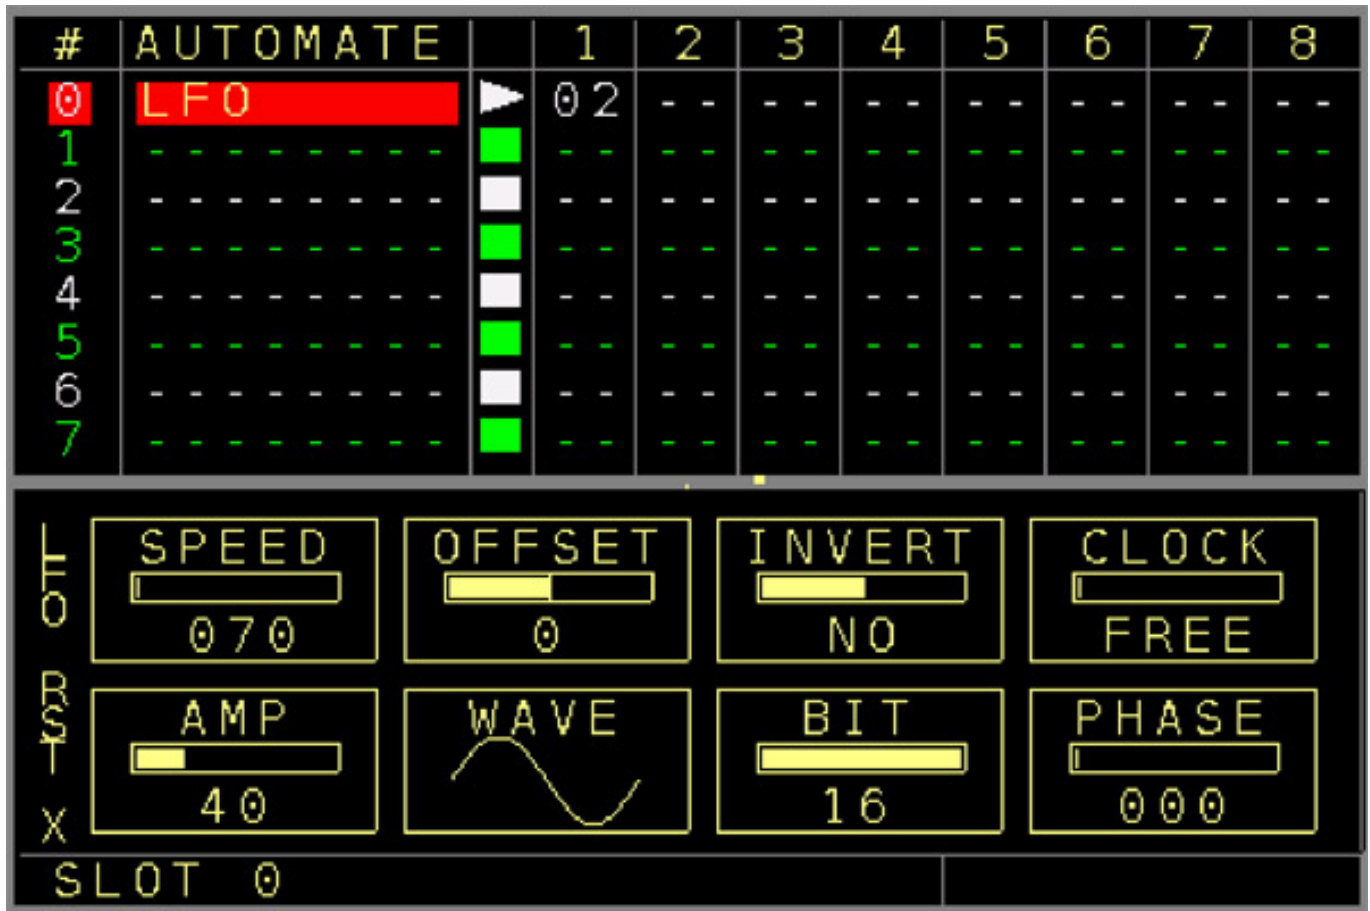 # AUTOMATE 1 2 3 4 5 6 7 8
0 LFO 02 -- -- -- -- -- -- --
1 -------- -- -- -- -- -- -- -- --
2 -------- -- -- -- -- -- -- -- --
3 -------- -- -- -- -- -- -- -- --
4 -------- -- -- -- -- -- -- -- --
5 -------- -- -- -- -- -- -- -- --
6 -------- -- -- -- -- -- -- -- --
7 -------- -- -- -- -- -- -- -- --
LFO RST X
SPEED OFFSET INVERT CLOCK
070 0 NO FREE
AMP WAVE BIT PHASE
40 16 000
SLOT 0